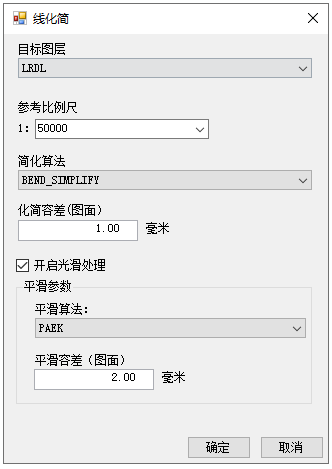 线化简
目标图层
LRDL
参考比例尺
1: 50000
简化算法
BEND_SIMPLIFY
化简容差(图面)
1.00 毫米
开启光滑处理
平滑参数
平滑算法:
PAEK
平滑容差（图面）
2.00 毫米
确定 取消